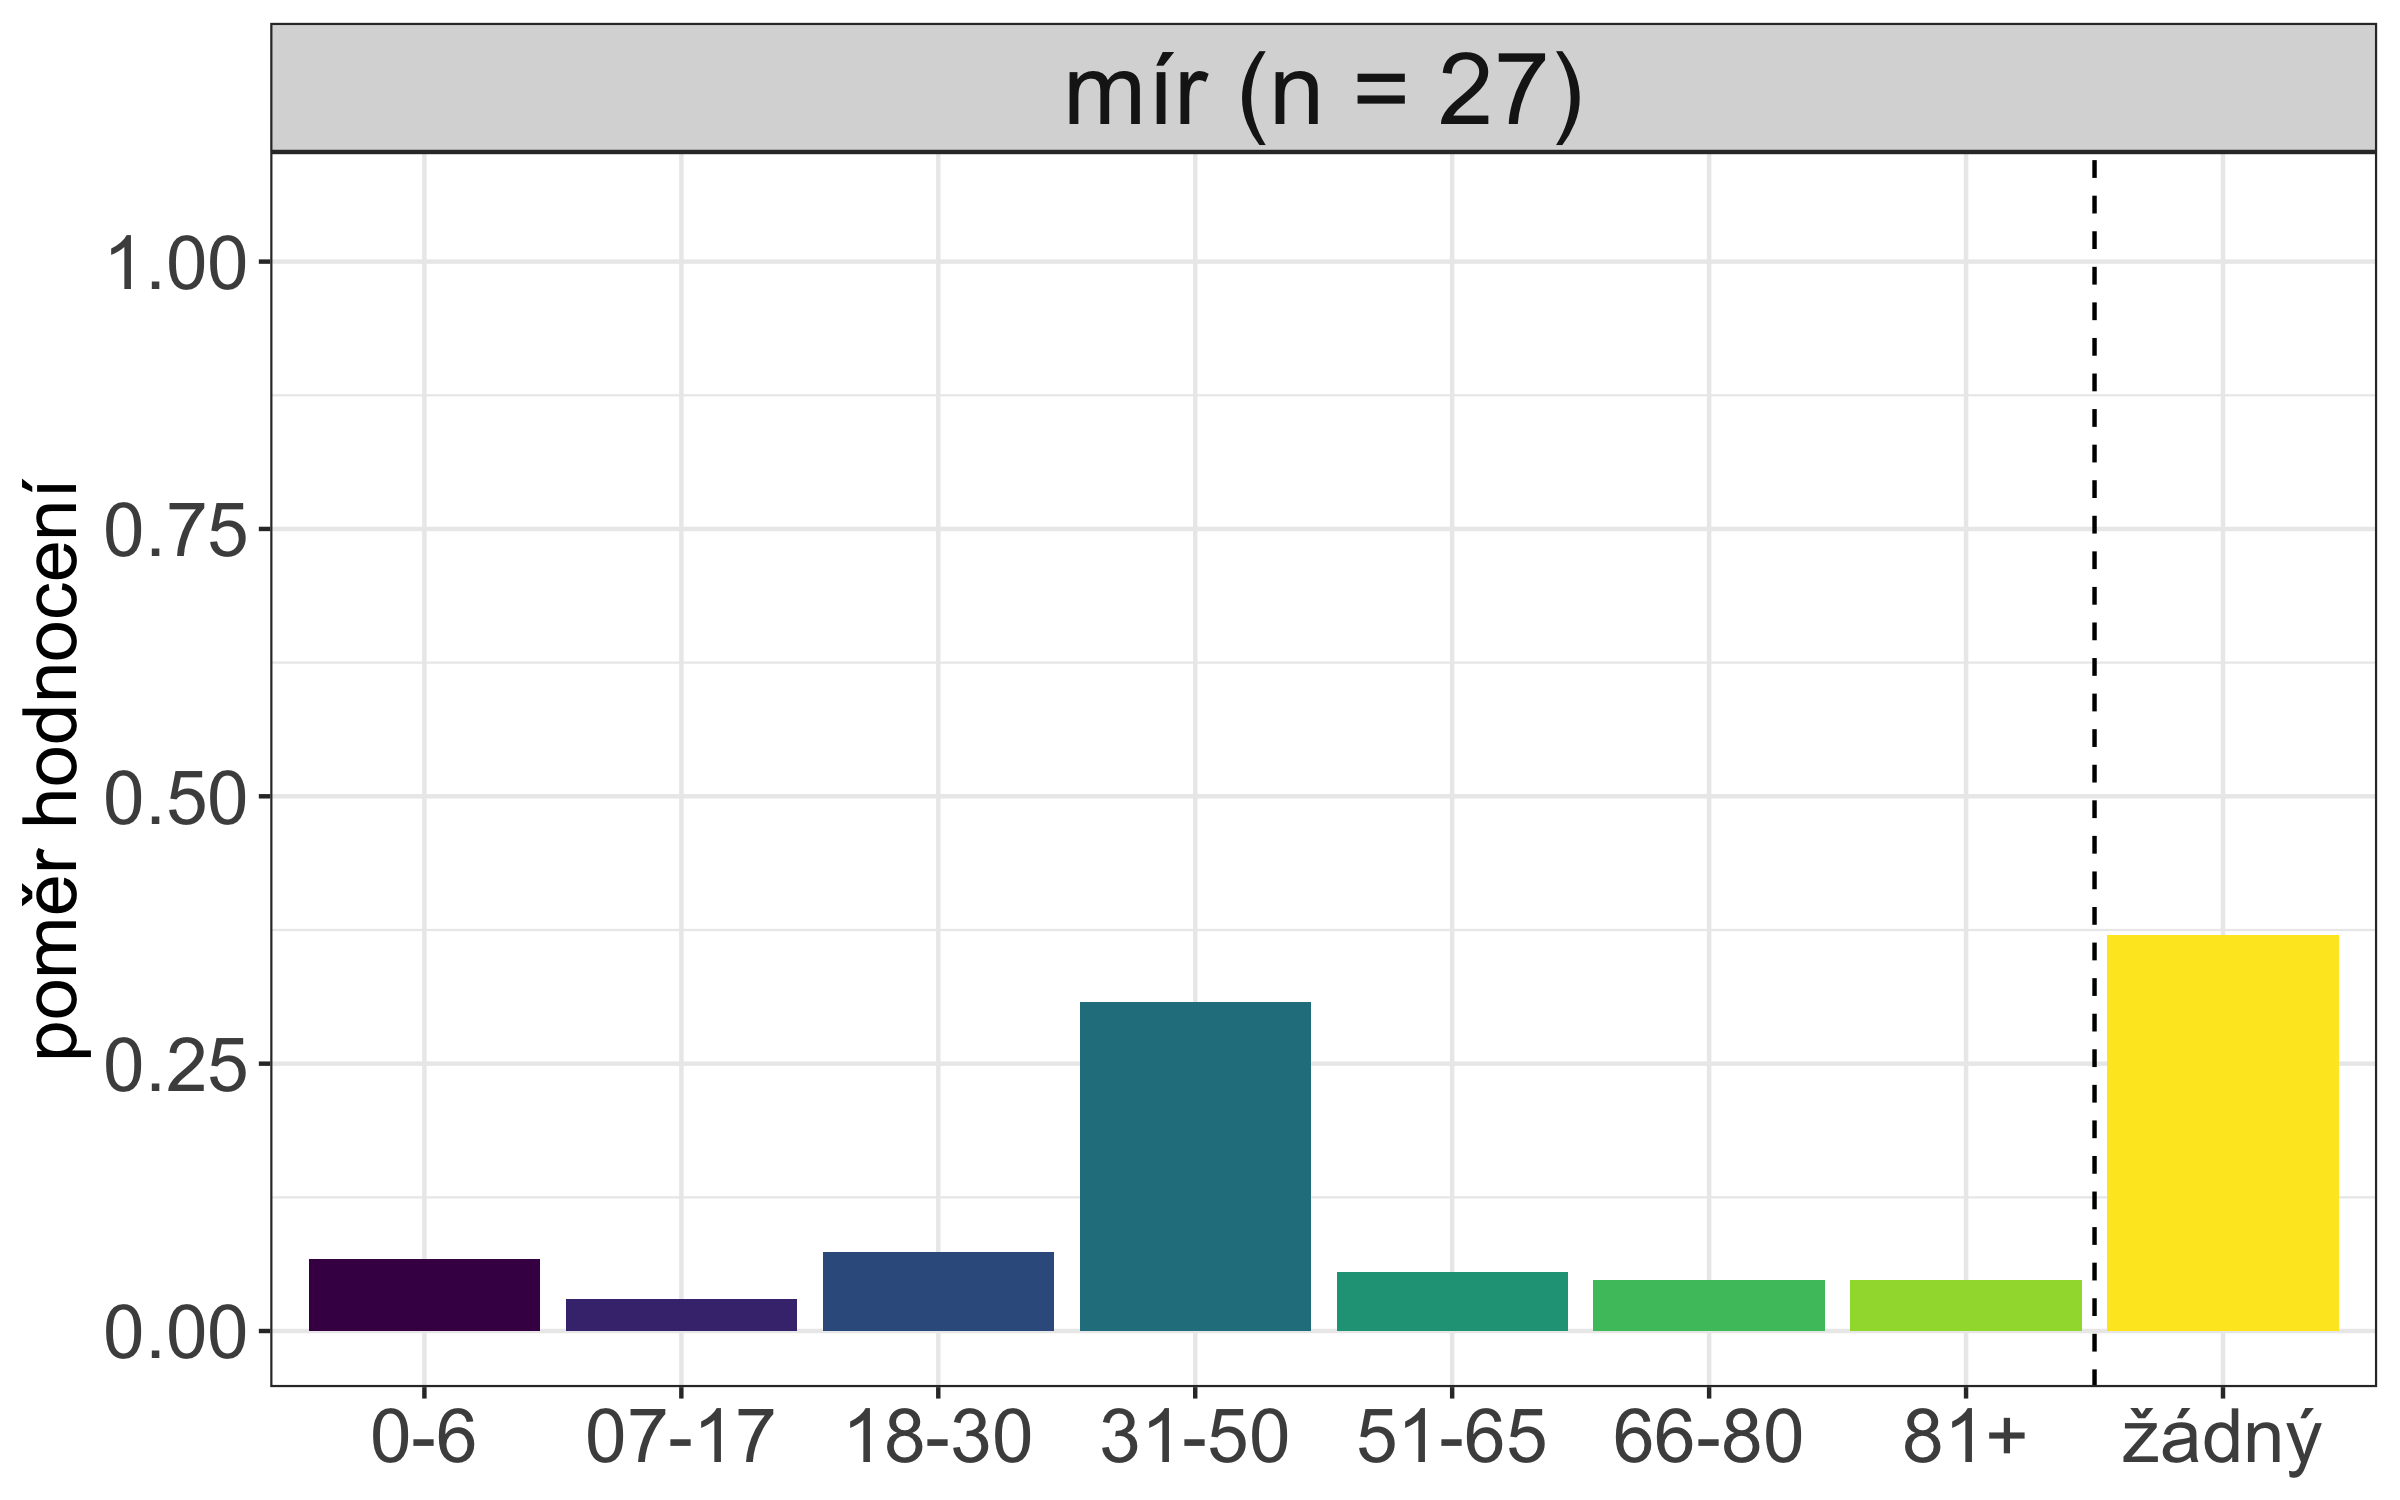 mír (n = 27)
poměr hodnocení
1.00
0.75
0.50
0.25
0.00
0-6 07-17 18-30 31-50 51-65 66-80 81+ žádný